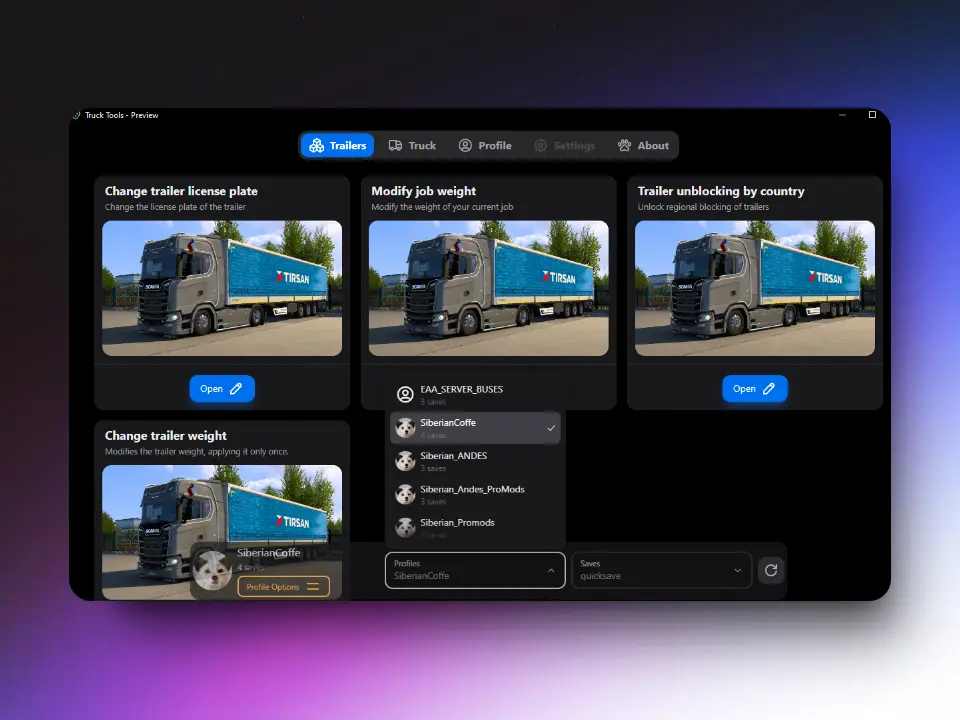 Truck Tools - Preview
Trailers
Truck
Profile
Settings
About
Change trailer license plate
Change the license plate of the trailer
SCANIA
TIRSAN
Open
Modify job weight
Modify the weight of your current job
SCANIA
TIRSAN
Trailer unblocking by country
Unlock regional blocking of trailers
SCANIA
TIRSAN
Open
Change trailer weight
Modifies the trailer weight, applying it only once.
SCANIA
TIRSAN
EAA_SERVER_BUSES
3 saves
SiberianCoffe
4 saves
Siberian_ANDES
3 saves
Siberian_Andes_ProMods
3 saves
Siberian_Promods
SiberianCoffe
4 saves
Profile Options
Profiles
SiberianCoffe
Saves
quicksave